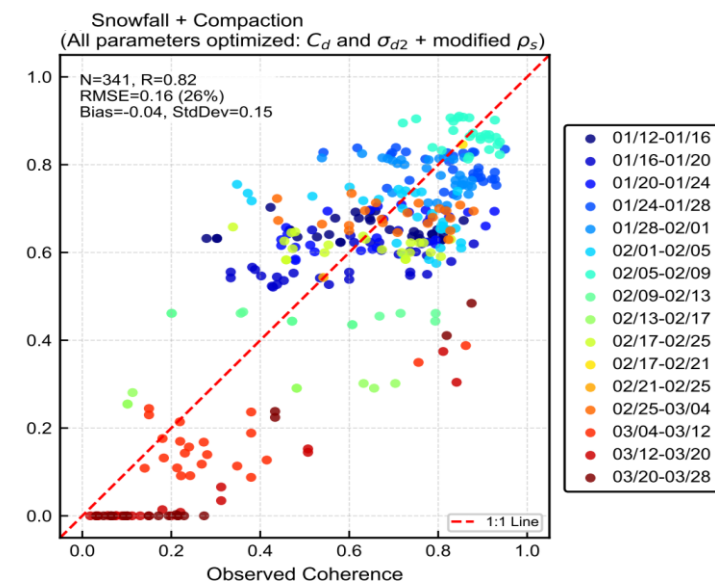 Snowfall + Compaction
(All parameters optimized: $C_d$ and $\sigma_{d2}$ + modified $\rho_s$)
N=341, R=0.82
RMSE=0.16 (26%)
Bias=-0.04, StdDev=0.15
1.0
0.8
0.6
0.4
0.2
0.0
0.0 0.2 0.4 0.6 0.8 1.0
Observed Coherence
1:1 Line
01/12-01/16
01/16-01/20
01/20-01/24
01/24-01/28
01/28-02/01
02/01-02/05
02/05-02/09
02/09-02/13
02/13-02/17
02/17-02/25
02/17-02/21
02/21-02/25
02/25-03/04
03/04-03/12
03/12-03/20
03/20-03/28